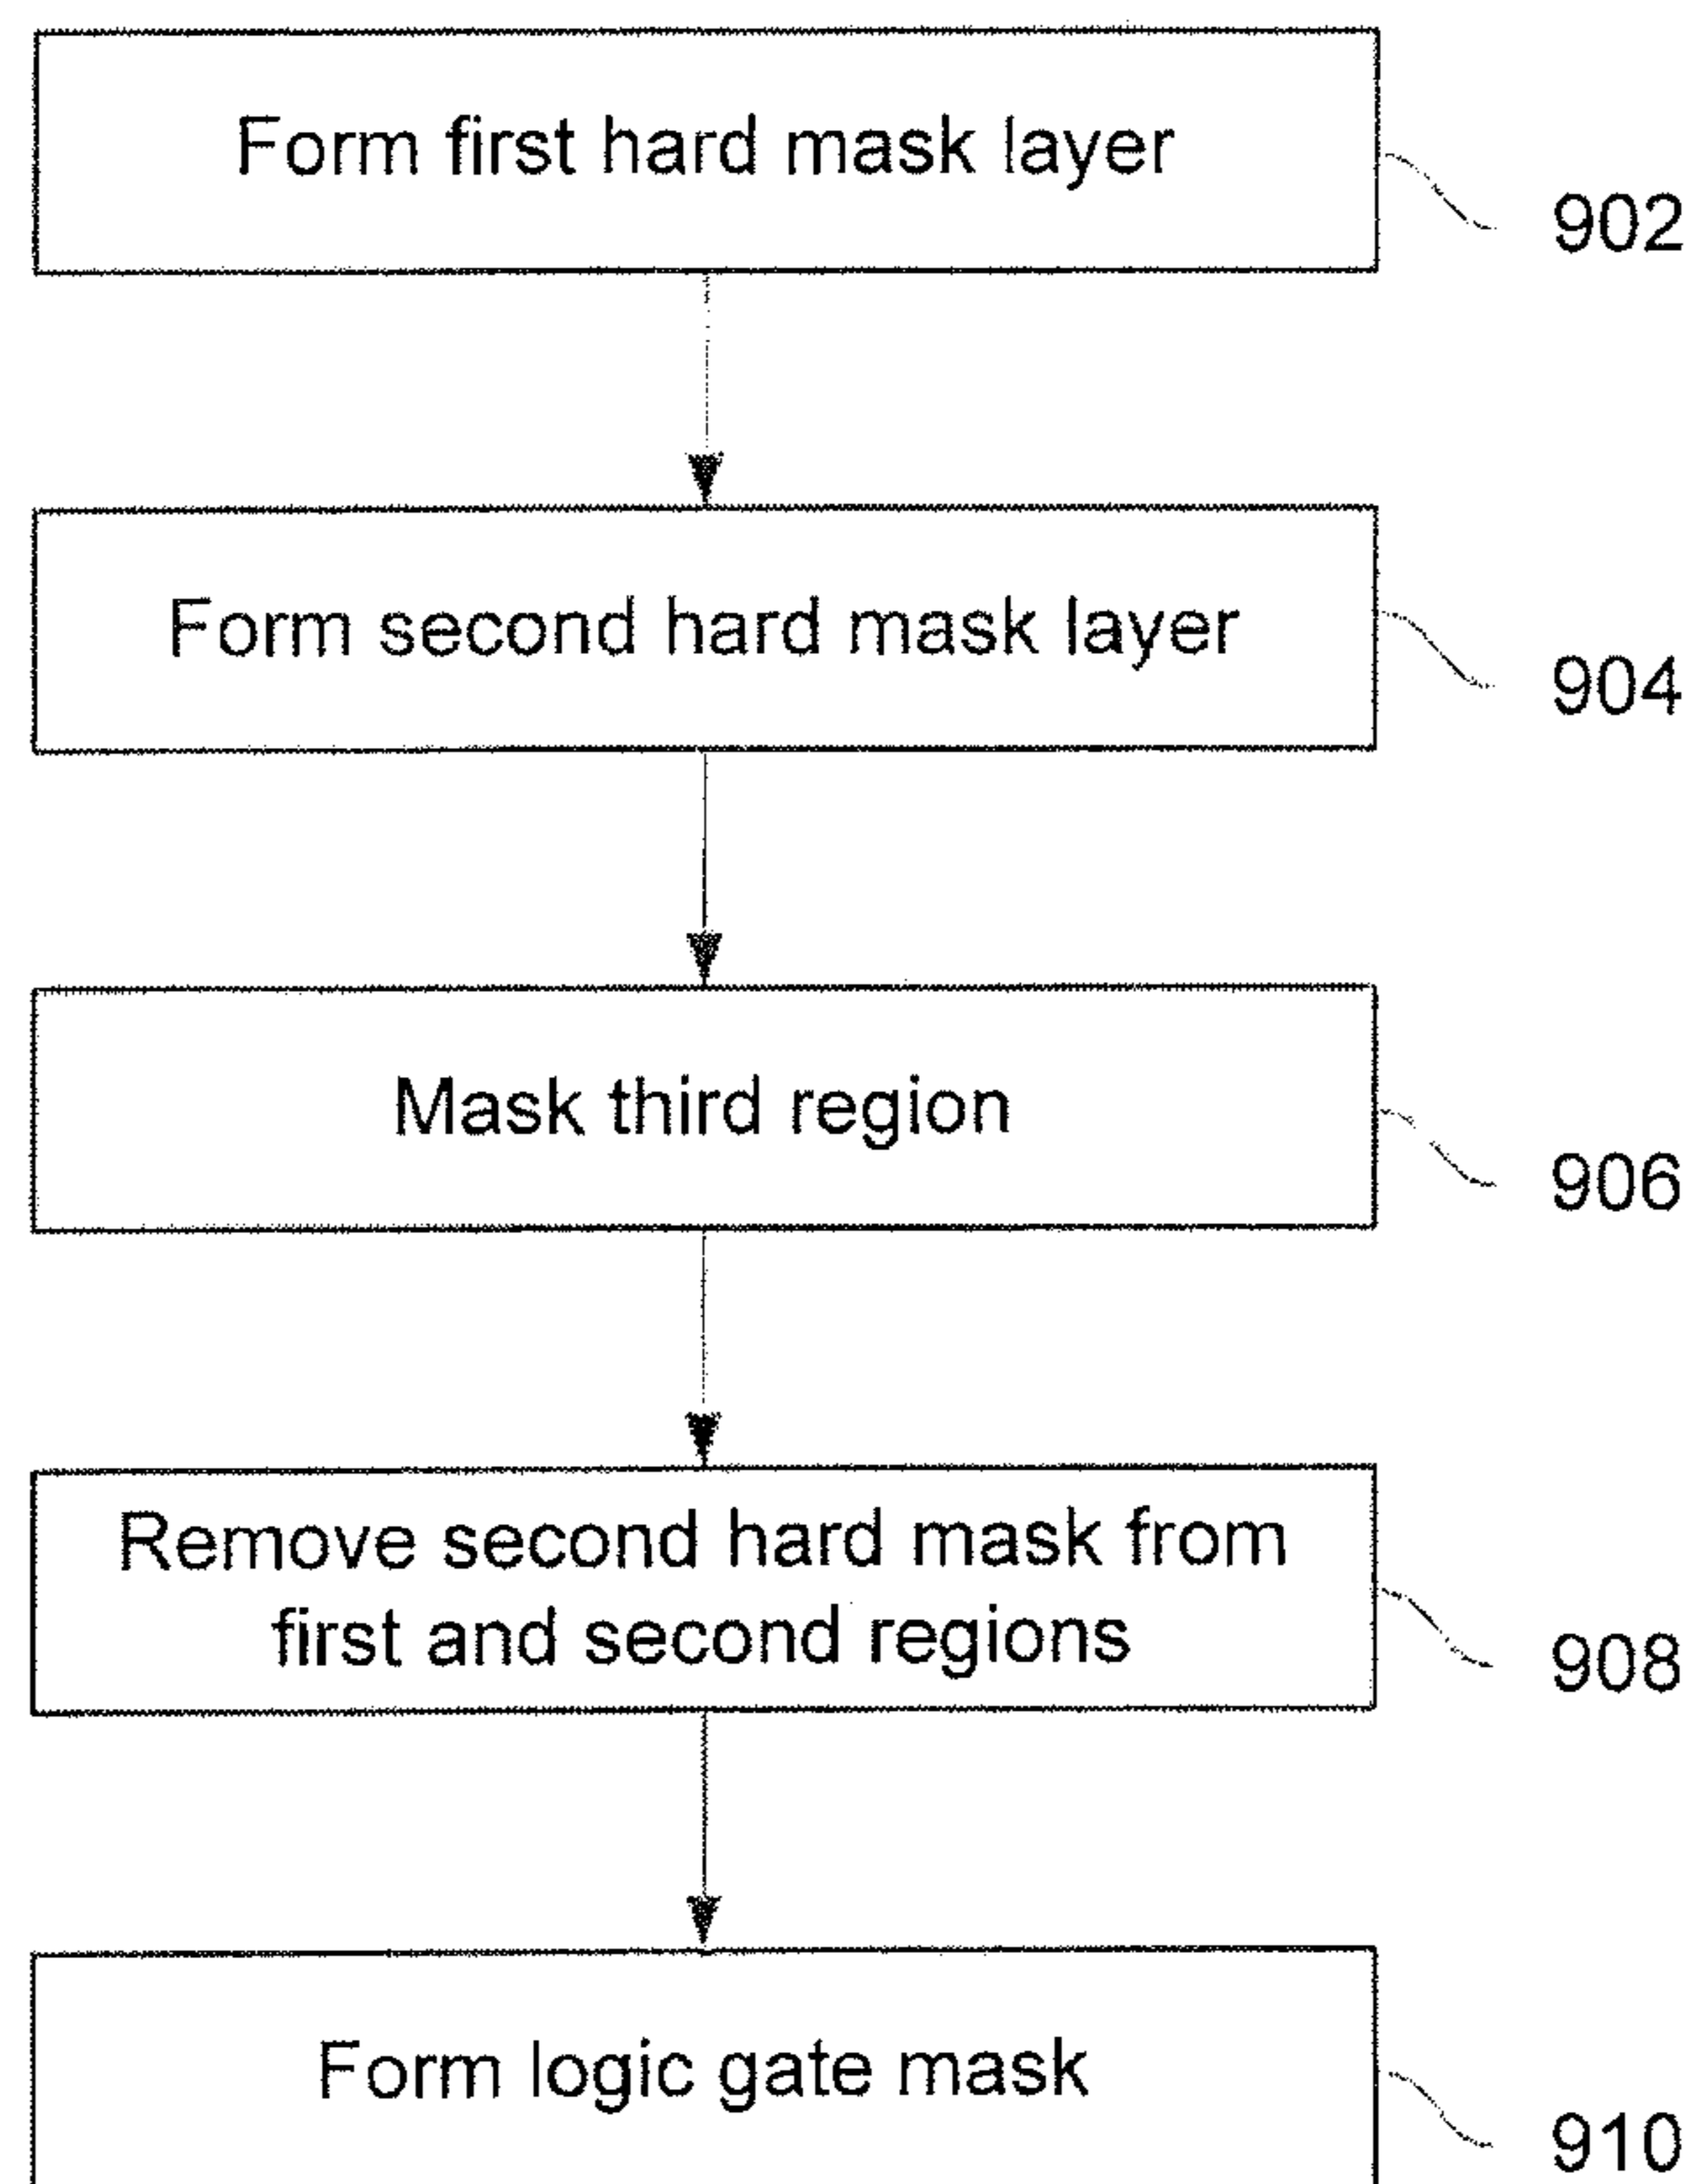 Form first hard mask layer
902
Form second hard mask layer
904
Mask third region
906
Remove second hard mask from
first and second regions
908
Form logic gate mask
910